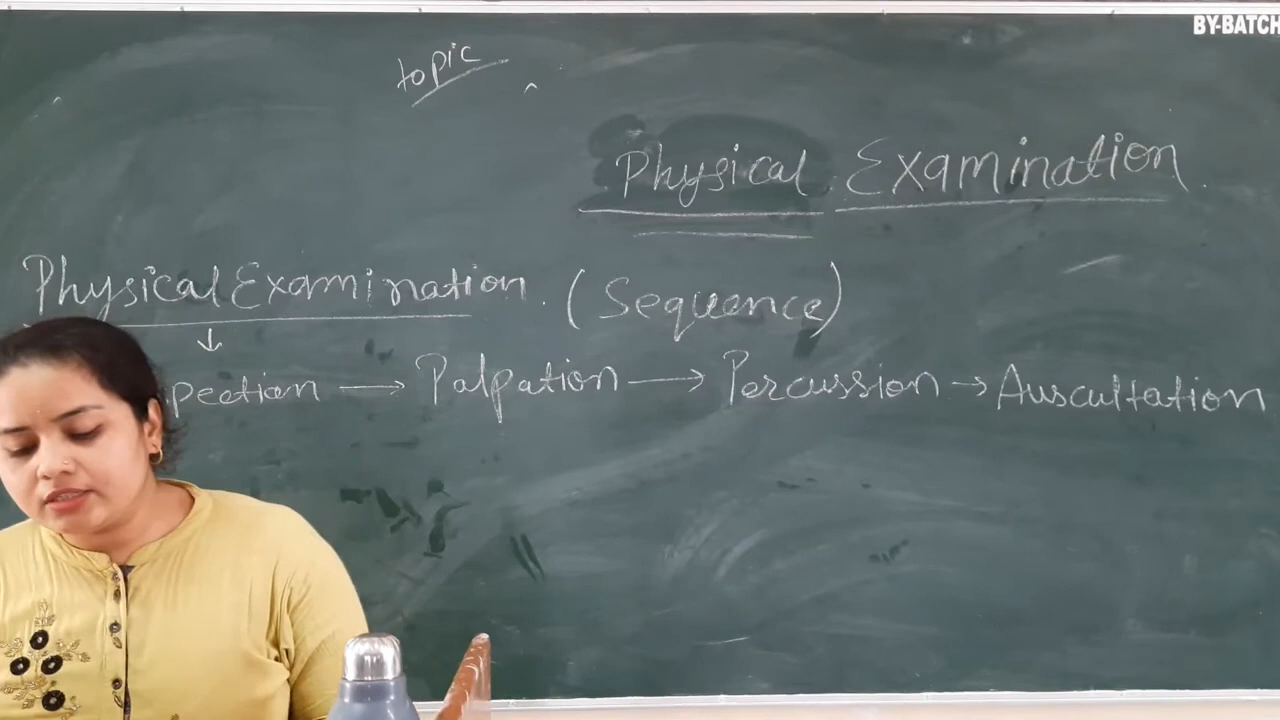 BY-BATCH
topic
Physical Examination.
Physical Examination. (Sequence)
↓
pection → Palpation → Percussion → Auscultation